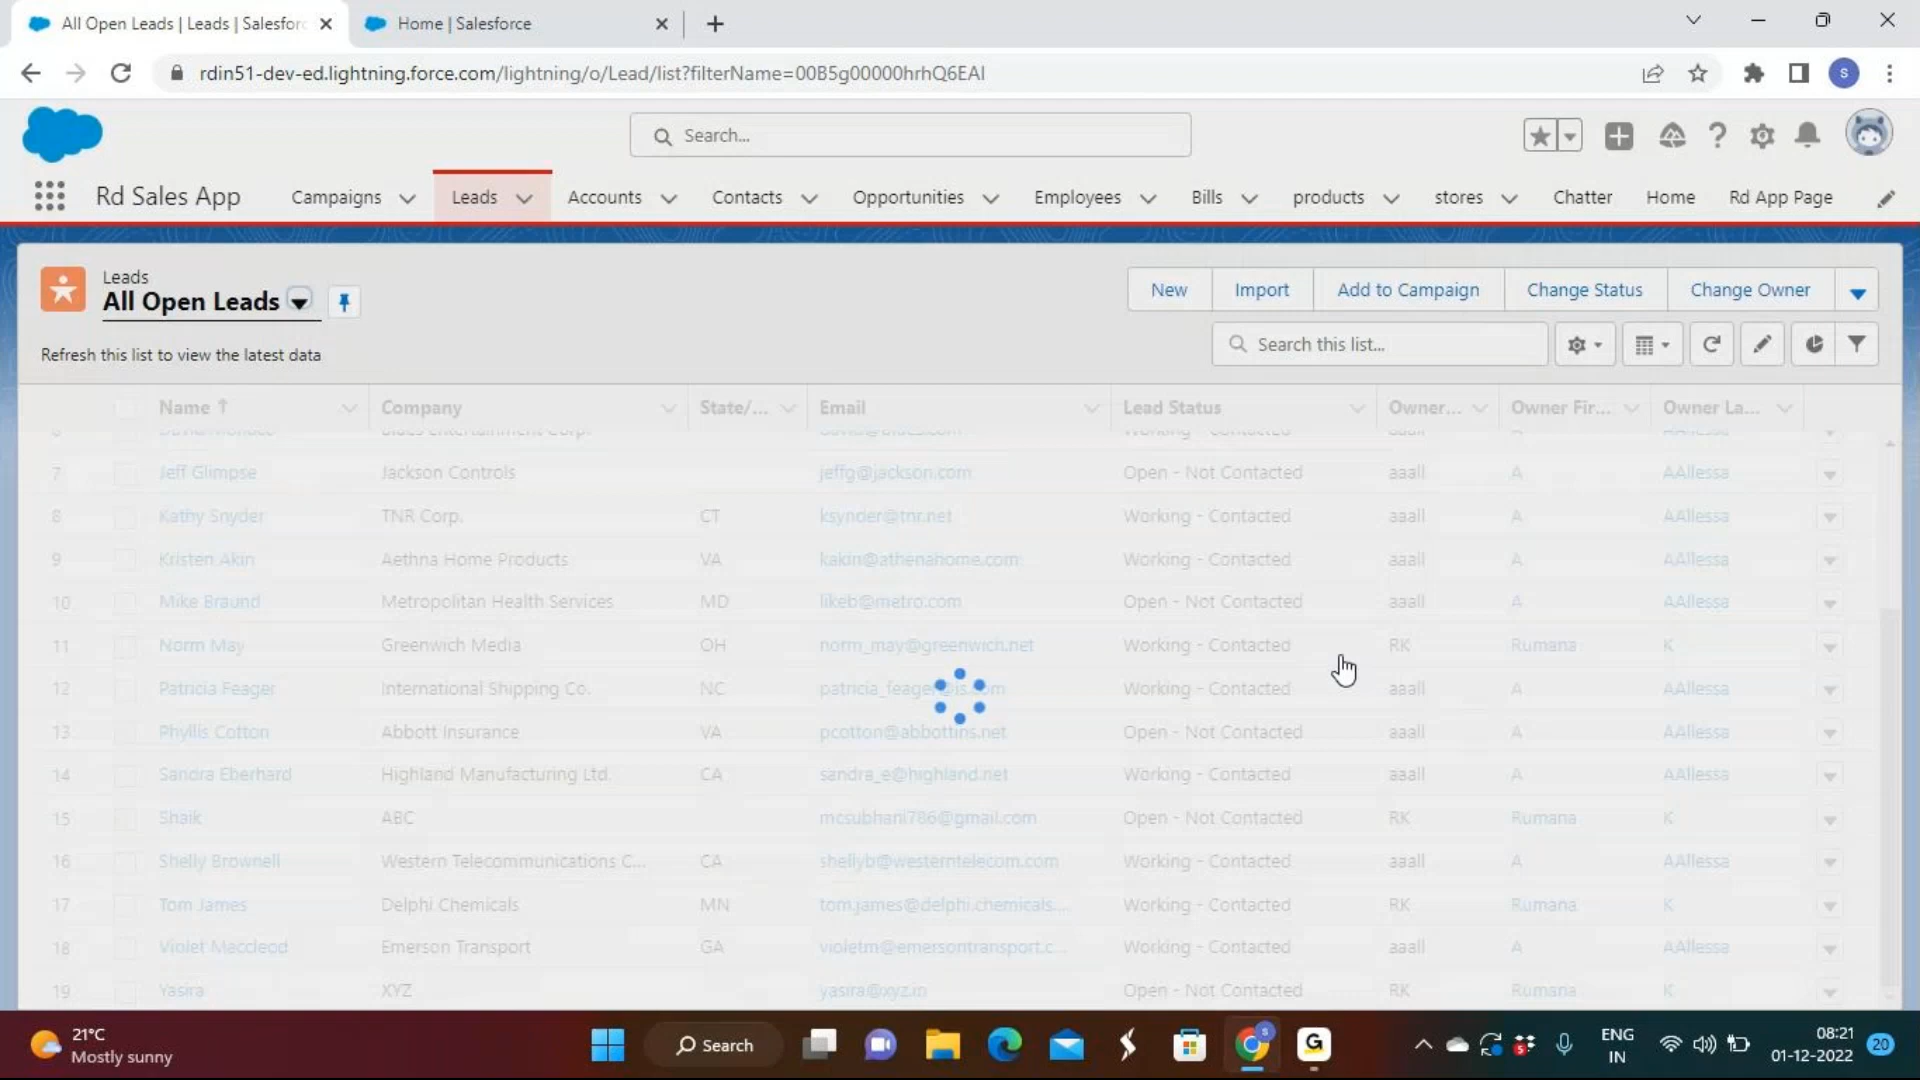 All Open Leads | Leads | Salesforc
Home | Salesforce
rdin51-dev-ed.lightning.force.com/lightning/o/Lead/list?filterName=00B5g00000hrhQ6EAI
S
Search...
Rd Sales App
Campaigns
Leads
Accounts
Contacts
Opportunities
Employees
Bills
products
stores
Chatter
Home
Rd App Page
Leads
All Open Leads
New
Import
Add to Campaign
Change Status
Change Owner
Refresh this list to view the latest data
Search this list...
Name ↑ Company State/... Email Lead Status Owner... Owner Fir... Owner La...
7 Jeff Glimpse Jackson Controls jeffg@jackson.com Open - Not Contacted aaall A AAllessa
8 Kathy Snyder TNR Corp. CT ksynder@tnr.net Working - Contacted aaall A AAllessa
9 Kristen Akin Aethna Home Products VA kakin@athenahome.com Working - Contacted aaall A AAllessa
10 Mike Braund Metropolitan Health Services MD likeb@metro.com Open - Not Contacted aaall A AAllessa
11 Norm May Greenwich Media OH norm_may@greenwich.net Working - Contacted RK Rumana K
12 Patricia Feager International Shipping Co. NC patricia_feager@is.com Working - Contacted aaall A AAllessa
13 Phyllis Cotton Abbott Insurance VA pcotton@abbottins.net Open - Not Contacted aaall A AAllessa
14 Sandra Eberhard Highland Manufacturing Ltd. CA sandra_e@highland.net Working - Contacted aaall A AAllessa
15 Shaik ABC mcsubhani786@gmail.com Open - Not Contacted RK Rumana K
16 Shelly Brownell Western Telecommunications C... CA shellyb@westerntelecom.com Working - Contacted aaall A AAllessa
17 Tom James Delphi Chemicals MN tom.james@delphi.chemicals.... Working - Contacted RK Rumana K
18 Violet Maccleod Emerson Transport GA violetm@emersontransport.c... Working - Contacted aaall A AAllessa
19 Yasira XYZ yasira@xyz.in Open - Not Contacted RK Rumana K
21°C
Mostly sunny
Search
S
G
ENG
IN
08:21
01-12-2022
20